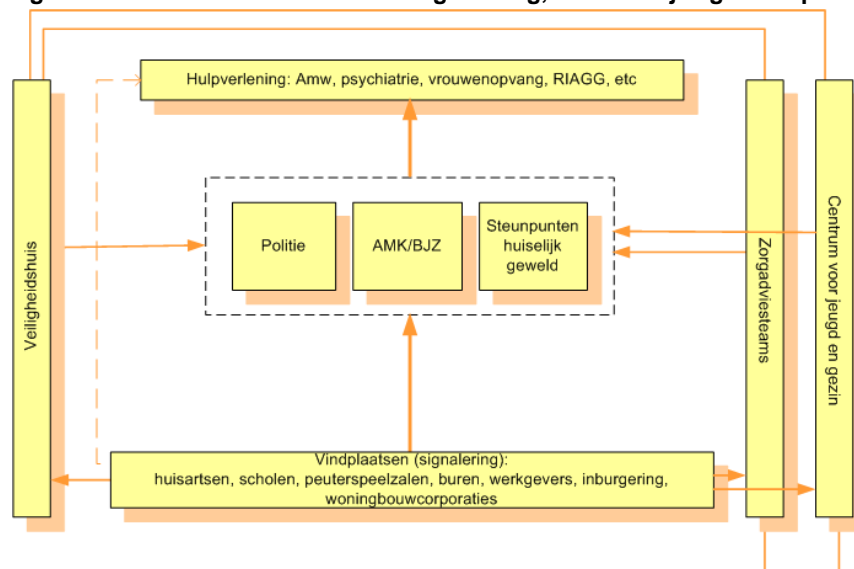 Hulpverlening: Amw, psychiatrie, vrouwenopvang, RIAGG, etc
Veiligheidshuis
Politie
AMK/BJZ
Steunpunten
huiselijk
geweld
Zorgadviesteams
Centrum voor jeugd en gezin
Vindplaatsen (signalering):
huisartsen, scholen, peuterspeelzalen, buren, werkgevers, inburgering,
woningbouwcorporaties